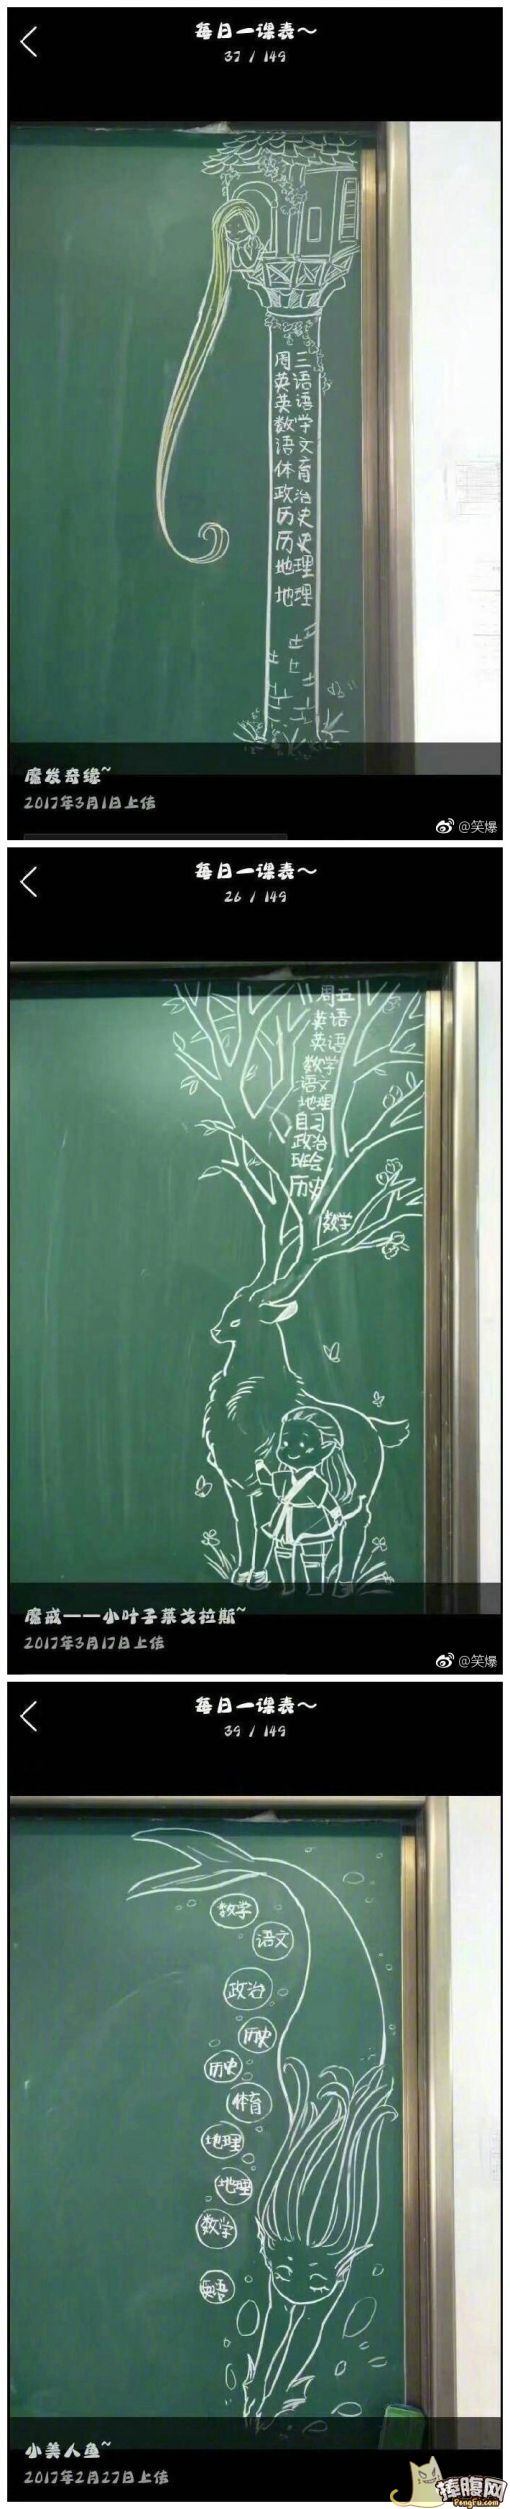 每日一课表～
37 / 149
周三
英语
英语
数学
语文
体育
政治
历史
历史
地理
地理
魔发奇缘~
2017年3月1日上传
@笑爆
每日一课表～
26 / 149
周五
英语
英语
数学
语文
地理
自习
政治
班会
历史
数学
魔戒——小叶子莱戈拉斯~
2017年3月17日上传
@笑爆
每日一课表～
39 / 149
数学
语文
政治
历史
历史
体育
地理
地理
数学
英语
小美人鱼~
2017年2月27日上传
捧腹网
PengFu.com